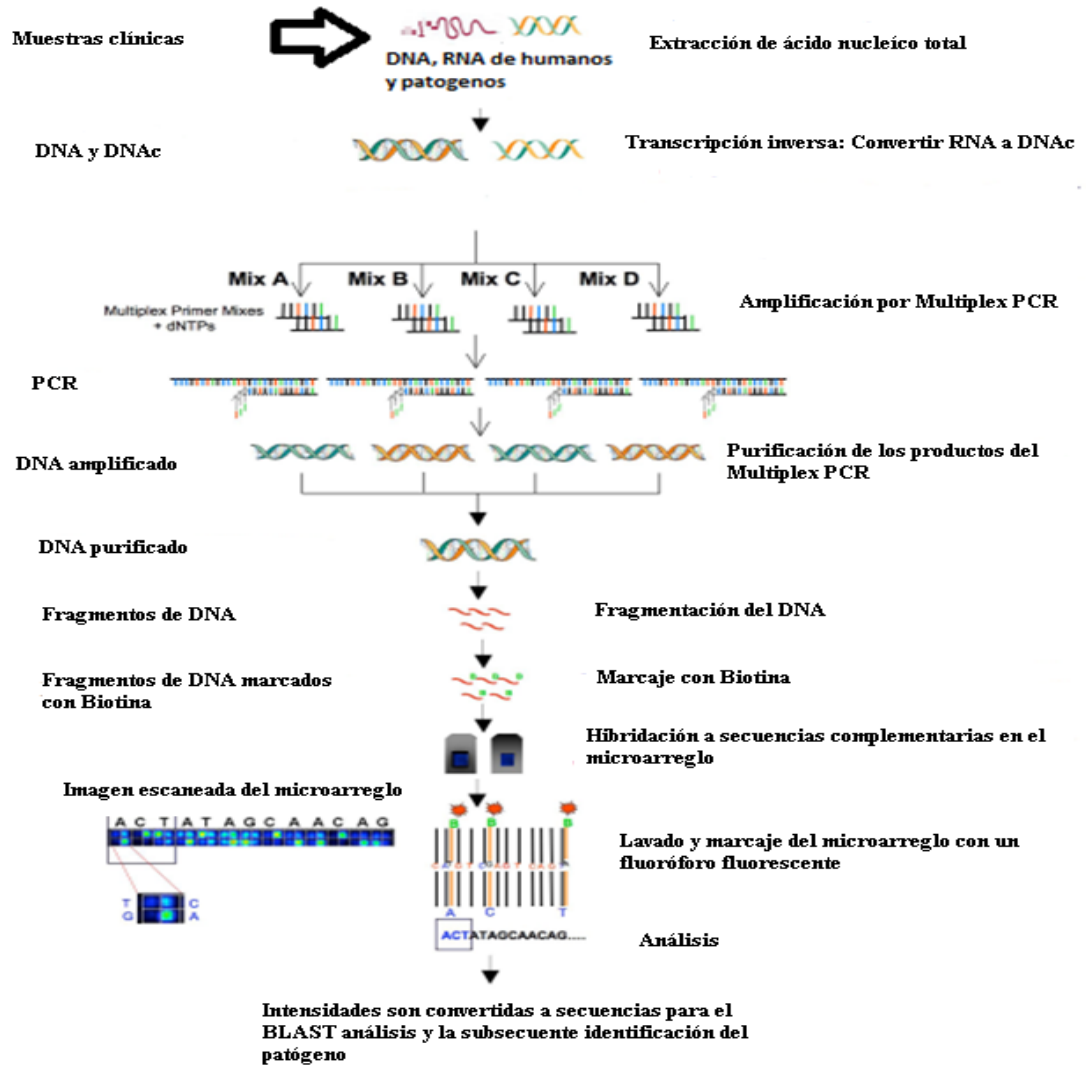 Muestras clínicas
DNA, RNA de humanos
y patogenos
Extracción de ácido nucleíco total
DNA y DNAc
Transcripción inversa: Convertir RNA a DNAc
Mix A
Mix B
Mix C
Mix D
Multiplex Primer Mixes
+ dNTPs
Amplificación por Multiplex PCR
PCR
DNA amplificado
Purificación de los productos del
Multiplex PCR
DNA purificado
Fragmentos de DNA
Fragmentación del DNA
Fragmentos de DNA marcados
con Biotina
Marcaje con Biotina
Hibridación a secuencias complementarias en el
microarreglo
Imagen escaneada del microarreglo
A C T A T A G C A A C A G
T C
G A
B B B
Lavado y marcaje del microarreglo con un
fluoróforo fluorescente
A C T
ACTATAGCAACAG....
Análisis
Intensidades son convertidas a secuencias para el
BLAST análisis y la subsecuente identificación del
patógeno